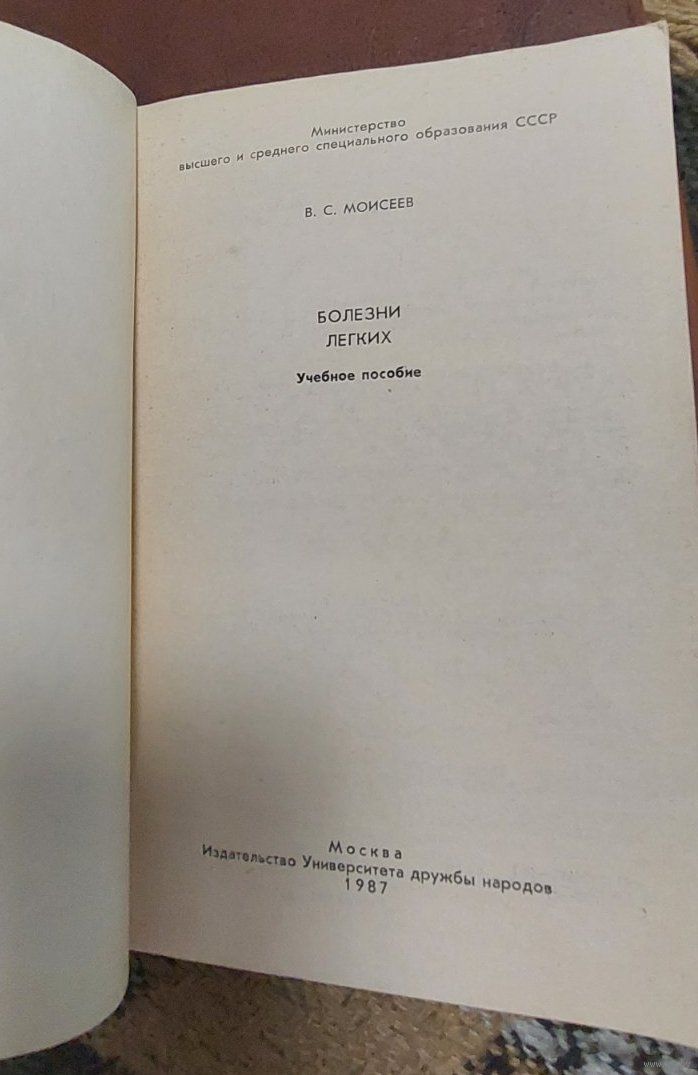 Министерство
высшего и среднего специального образования СССР
В. С. МОИСЕЕВ
БОЛЕЗНИ
ЛЕГКИХ
Учебное пособие
Москва
Издательство Университета дружбы народов
1987